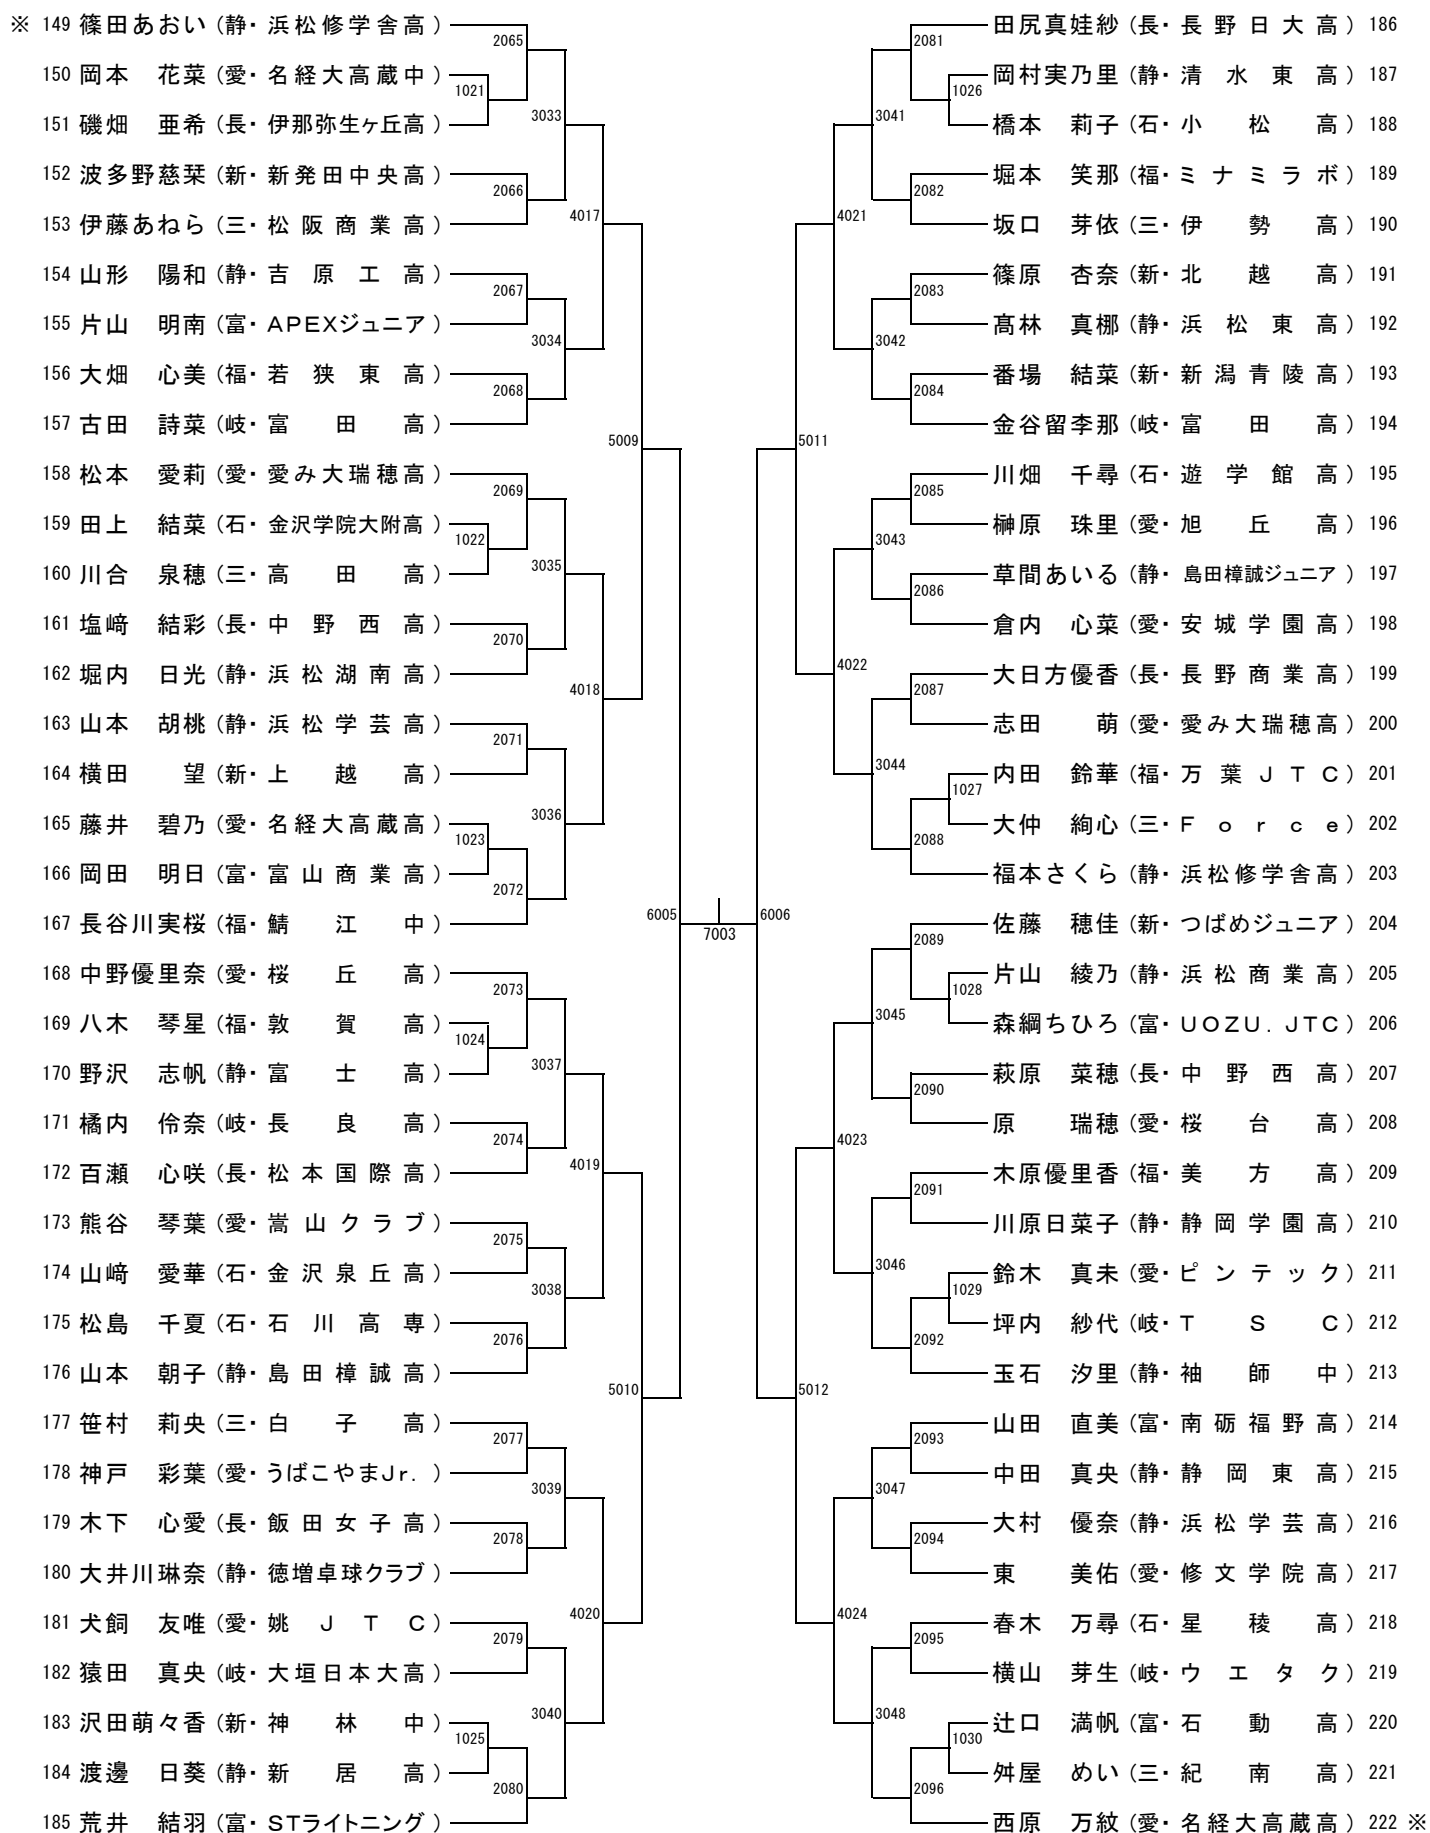 ※ 149 篠田あおい (静・浜松修学舎高)
150 岡本 花菜 (愛・名経大高蔵中)
151 磯畑 亜希 (長・伊那弥生ヶ丘高)
152 波多野慈栞 (新・新発田中央高)
153 伊藤あねら (三・松阪商業高)
154 山形 陽和 (静・吉原工高)
155 片山 明南 (富・APEXジュニア)
156 大畑 心美 (福・若狭東高)
157 古田 詩菜 (岐・富田高)
158 松本 愛莉 (愛・愛み大瑞穂高)
159 田上 結菜 (石・金沢学院大附高)
160 川合 泉穂 (三・高田高)
161 塩﨑 結彩 (長・中野西高)
162 堀内 日光 (静・浜松湖南高)
163 山本 胡桃 (静・浜松学芸高)
164 横田 望 (新・上越高)
165 藤井 碧乃 (愛・名経大高蔵高)
166 岡田 明日 (富・富山商業高)
167 長谷川実桜 (福・鯖江中)
168 中野優里奈 (愛・桜丘高)
169 八木 琴星 (福・敦賀高)
170 野沢 志帆 (静・富士高)
171 橘内 伶奈 (岐・長良高)
172 百瀬 心咲 (長・松本国際高)
173 熊谷 琴葉 (愛・嵩山クラブ)
174 山﨑 愛華 (石・金沢泉丘高)
175 松島 千夏 (石・石川高専)
176 山本 朝子 (静・島田樟誠高)
177 笹村 莉央 (三・白子高)
178 神戸 彩葉 (愛・うばこやまJr.)
179 木下 心愛 (長・飯田女子高)
180 大井川琳奈 (静・徳増卓球クラブ)
181 犬飼 友唯 (愛・姚JTC)
182 猿田 真央 (岐・大垣日本大高)
183 沢田萌々香 (新・神林中)
184 渡邊 日葵 (静・新居高)
185 荒井 結羽 (富・STライトニング)
1021
1022
1023
1024
1025
2065
2066
2067
2068
2069
2070
2071
2072
2073
2074
2075
2076
2077
2078
2079
2080
3033
3034
3035
3036
3037
3038
3039
3040
4017
4018
4019
4020
5009
5010
6005
7003
6006
5011
5012
4021
4022
4023
4024
3041
3042
3043
3044
3045
3046
3047
3048
2081
2082
2083
2084
2085
2086
2087
2088
2089
2090
2091
2092
2093
2094
2095
2096
1026
1027
1028
1029
1030
田尻真娃紗 (長・長野日大高) 186
岡村実乃里 (静・清水東高) 187
橋本 莉子 (石・小松高) 188
堀本 笑那 (福・ミナミラボ) 189
坂口 芽依 (三・伊勢高) 190
篠原 杏奈 (新・北越高) 191
髙林 真梛 (静・浜松東高) 192
番場 結菜 (新・新潟青陵高) 193
金谷留李那 (岐・富田高) 194
川畑 千尋 (石・遊学館高) 195
榊原 珠里 (愛・旭丘高) 196
草間あいる (静・島田樟誠ジュニア) 197
倉内 心菜 (愛・安城学園高) 198
大日方優香 (長・長野商業高) 199
志田 萌 (愛・愛み大瑞穂高) 200
内田 鈴華 (福・万葉JTC) 201
大仲 絢心 (三・Force) 202
福本さくら (静・浜松修学舎高) 203
佐藤 穂佳 (新・つばめジュニア) 204
片山 綾乃 (静・浜松商業高) 205
森綱ちひろ (富・UOZU.JTC) 206
萩原 菜穂 (長・中野西高) 207
原 瑞穂 (愛・桜台高) 208
木原優里香 (福・美方高) 209
川原日菜子 (静・静岡学園高) 210
鈴木 真未 (愛・ピンテック) 211
坪内 紗代 (岐・TSC) 212
玉石 汐里 (静・袖師中) 213
山田 直美 (富・南砺福野高) 214
中田 真央 (静・静岡東高) 215
大村 優奈 (静・浜松学芸高) 216
東 美佑 (愛・修文学院高) 217
春木 万尋 (石・星稜高) 218
横山 芽生 (岐・ウエタク) 219
辻口 満帆 (富・石動高) 220
舛屋 めい (三・紀南高) 221
西原 万紋 (愛・名経大高蔵高) 222 ※